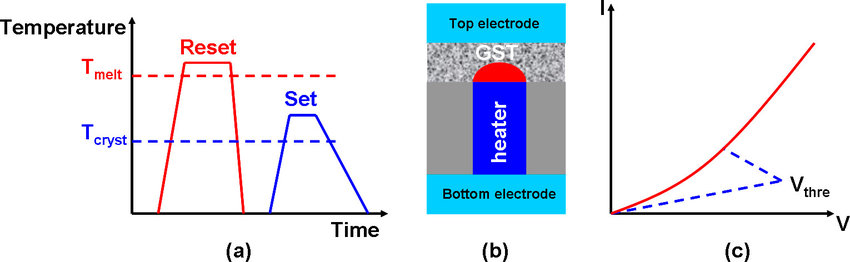 Temperature
Reset
Tmelt
Set
Tcryst
Time
(a)
Top electrode
GST
heater
Bottom electrode
(b)
I
Vthre
V
(c)